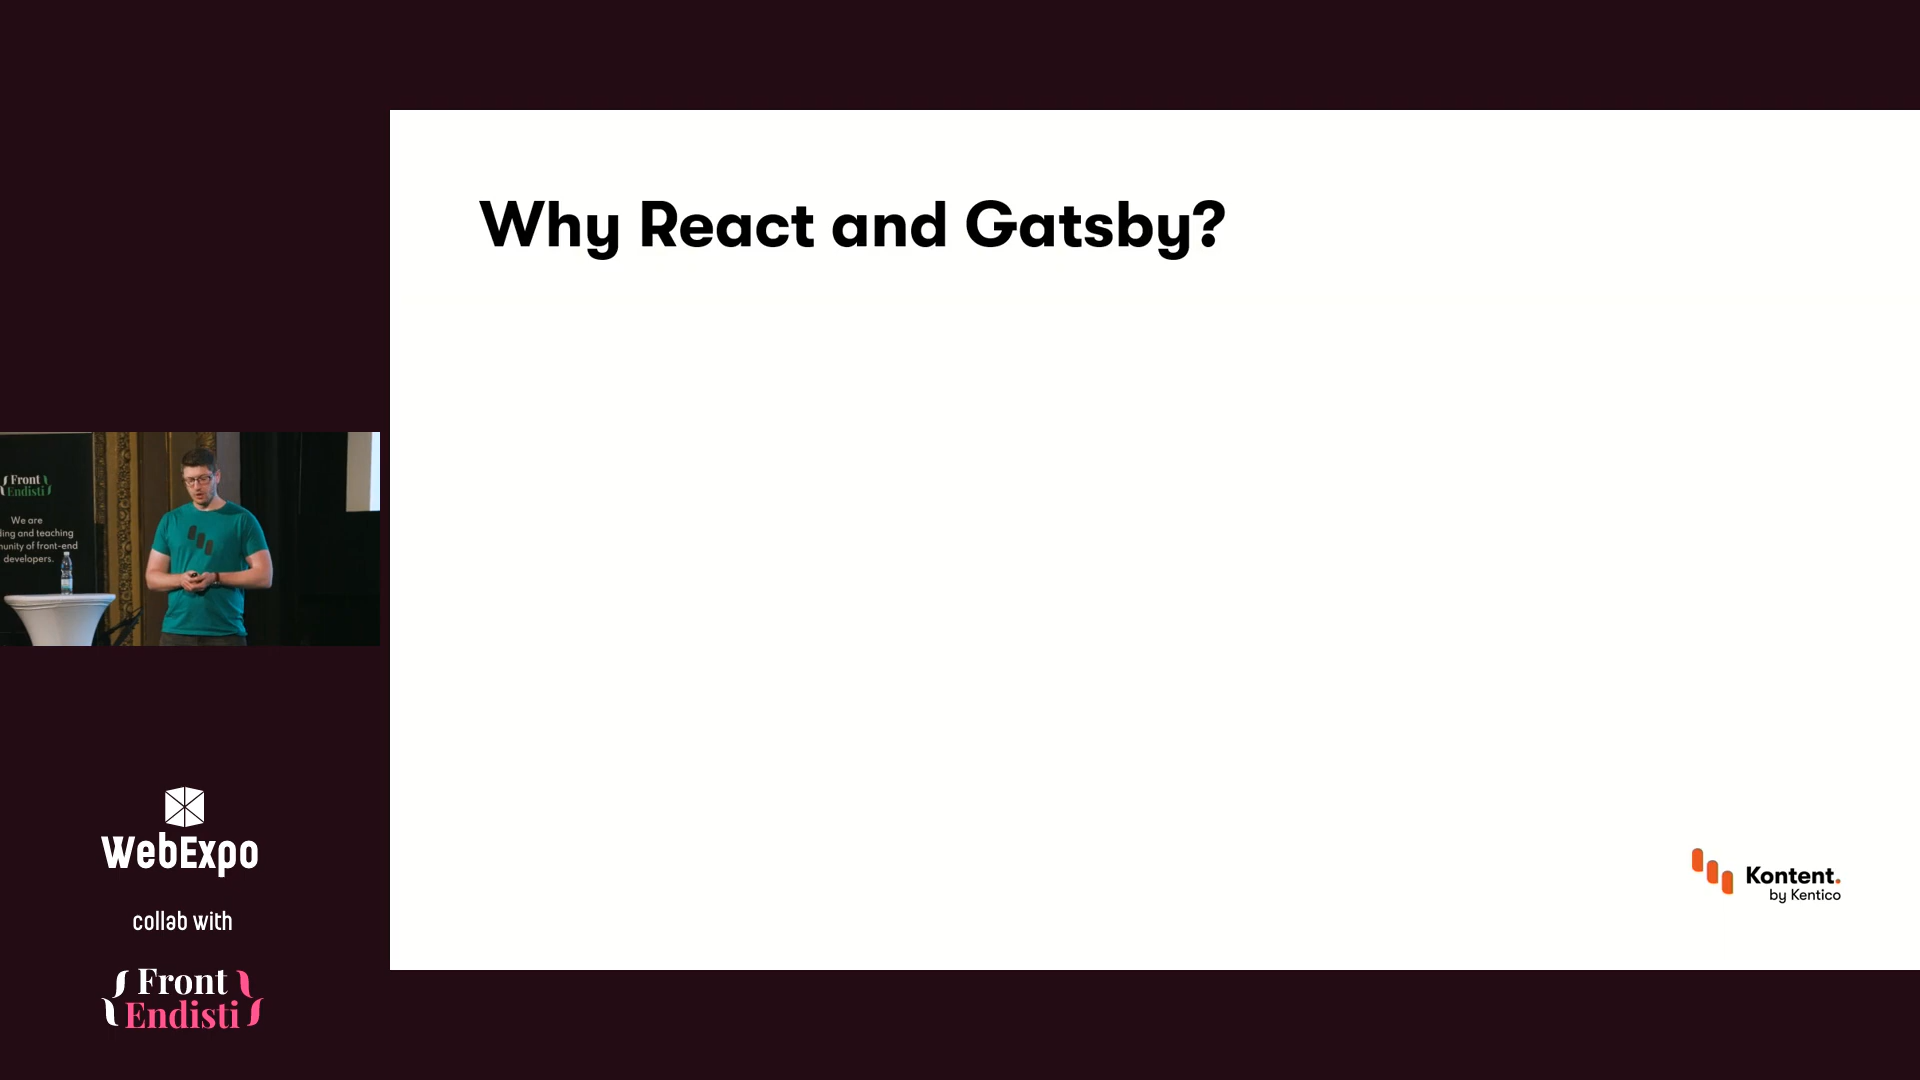 Why React and Gatsby?
Front
Endisti
We are
ling and teaching
unity of front-end
developers.
Kontent.
by Kentico
WebExpo
collab with
{Front}
{Endisti}